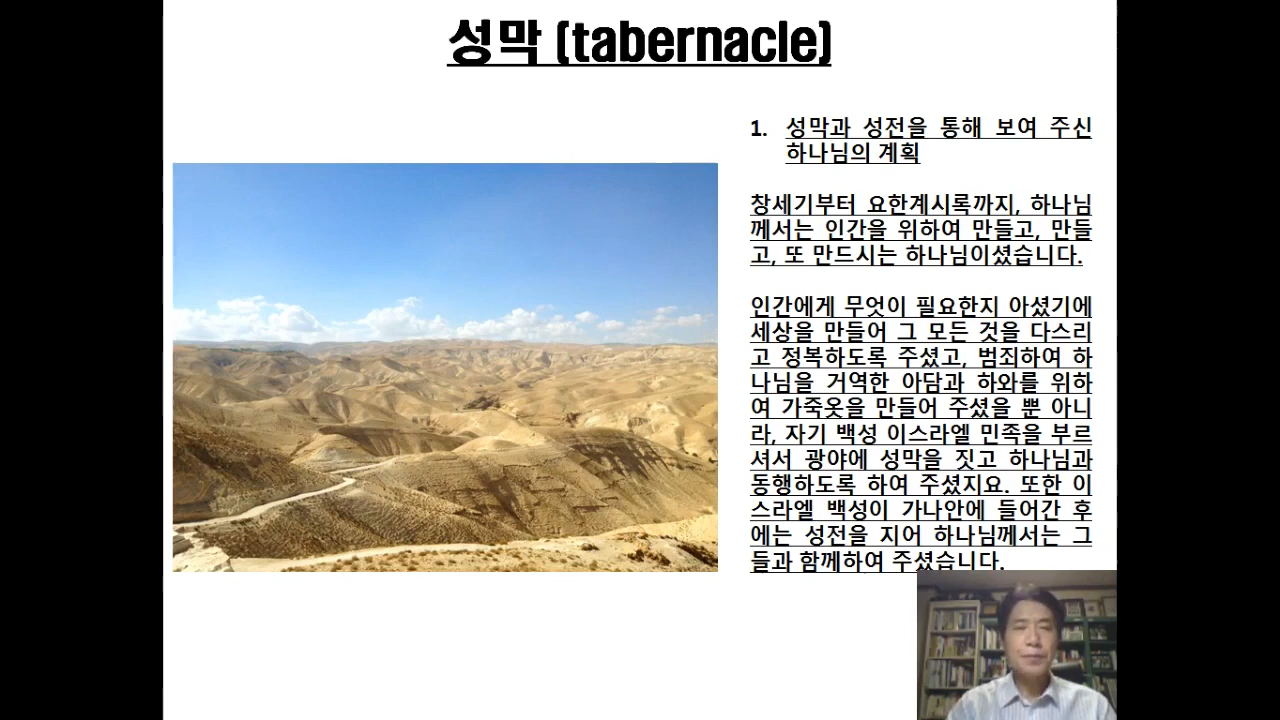 성막 (tabernacle)
1. 성막과 성전을 통해 보여 주신
하나님의 계획
창세기부터 요한계시록까지, 하나님
께서는 인간을 위하여 만들고, 만들
고, 또 만드시는 하나님이셨습니다.
인간에게 무엇이 필요한지 아셨기에
세상을 만들어 그 모든 것을 다스리
고 정복하도록 주셨고, 범죄하여 하
나님을 거역한 아담과 하와를 위하
여 가죽옷을 만들어 주셨을 뿐 아니
라, 자기 백성 이스라엘 민족을 부르
셔서 광야에 성막을 짓고 하나님과
동행하도록 하여 주셨지요. 또한 이
스라엘 백성이 가나안에 들어간 후
에는 성전을 지어 하나님께서는 그
들과 함께하여 주셨습니다.